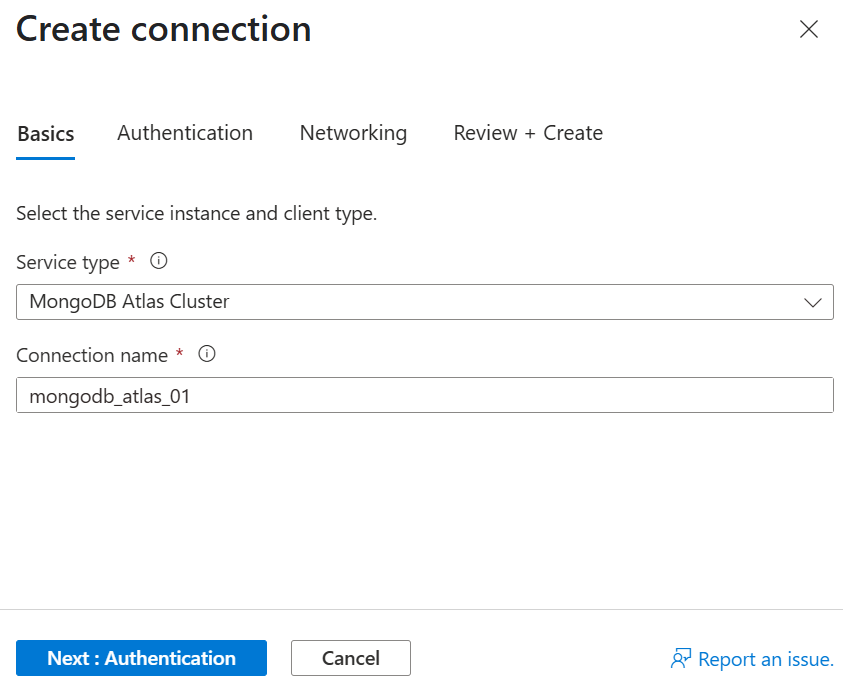 Create connection
Basics Authentication Networking Review + Create
Select the service instance and client type.
Service type *
MongoDB Atlas Cluster
Connection name *
mongodb_atlas_01
Next : Authentication Cancel Report an issue.